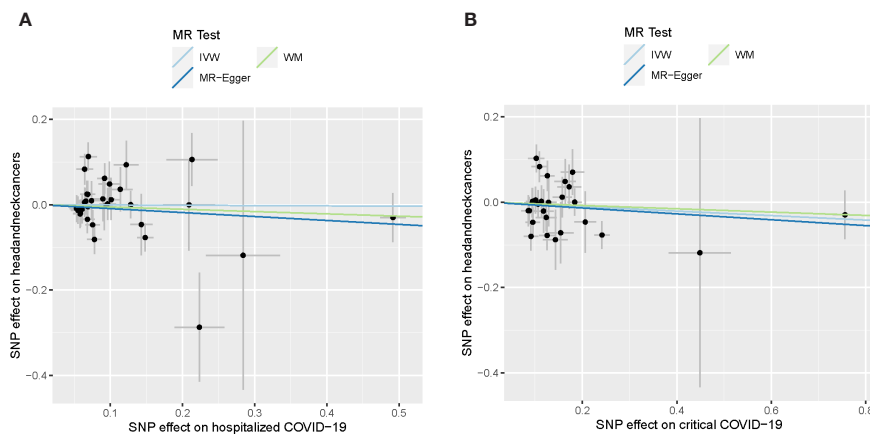 A
MR Test
IVW
WM
MR−Egger
SNP effect on headandneckcancers
0.2
0.0
−0.2
−0.4
0.1
0.2
0.3
0.4
0.5
SNP effect on hospitalized COVID−19
B
MR Test
IVW
WM
MR−Egger
SNP effect on headandneckcancers
0.2
0.0
−0.2
−0.4
0.2
0.4
0.6
0.8
SNP effect on critical COVID−19